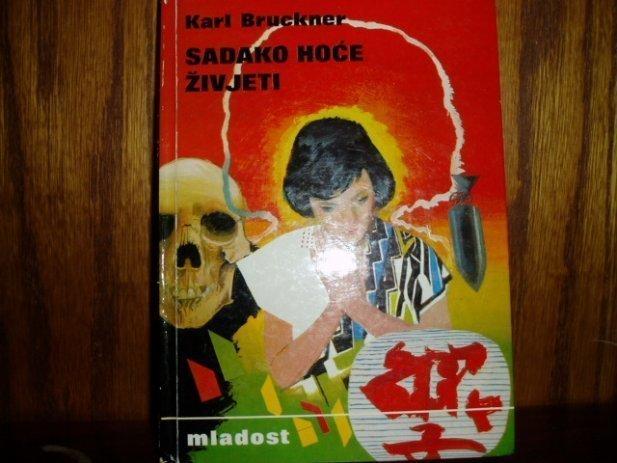 Karl Bruckner
SADAKO HOĆE
ŽIVJETI
mladost